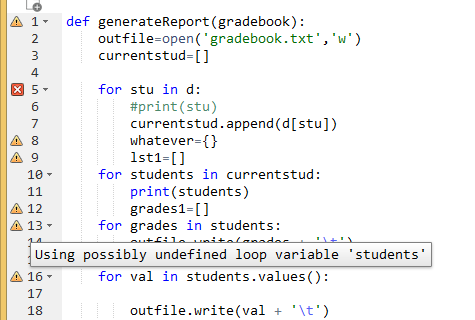 1 def generateReport(gradebook):
2 outfile=open('gradebook.txt','w')
3 currentstud=[]
4
5 for stu in d:
6 #print(stu)
7 currentstud.append(d[stu])
8 whatever={}
9 lst1=[]
10 for students in currentstud:
11 print(students)
12 grades1=[]
13 for grades in students:
14 outfile.write(grades + '\t')
Using possibly undefined loop variable 'students'
16 for val in students.values():
17
18 outfile.write(val + '\t')